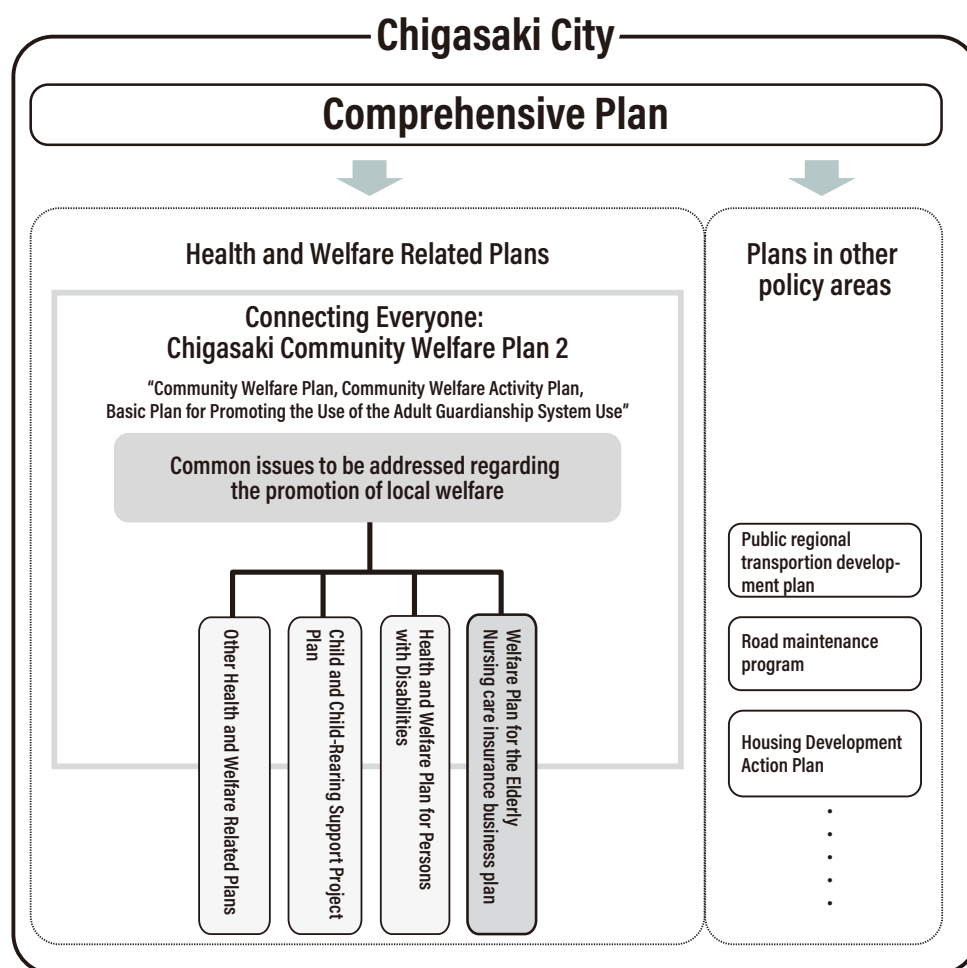 Chigasaki City
Comprehensive Plan
Health and Welfare Related Plans
Connecting Everyone:
Chigasaki Community Welfare Plan 2
“Community Welfare Plan, Community Welfare Activity Plan,
Basic Plan for Promoting the Use of the Adult Guardianship System Use”
Common issues to be addressed regarding
the promotion of local welfare
Other Health and Welfare Related Plans
Child and Child-Rearing Support Project
Plan
Health and Welfare Plan for Persons
with Disabilities
Welfare Plan for the Elderly
Nursing care insurance business plan
Plans in other
policy areas
Public regional
transportion develop-
ment plan
Road maintenance
program
Housing Development
Action Plan